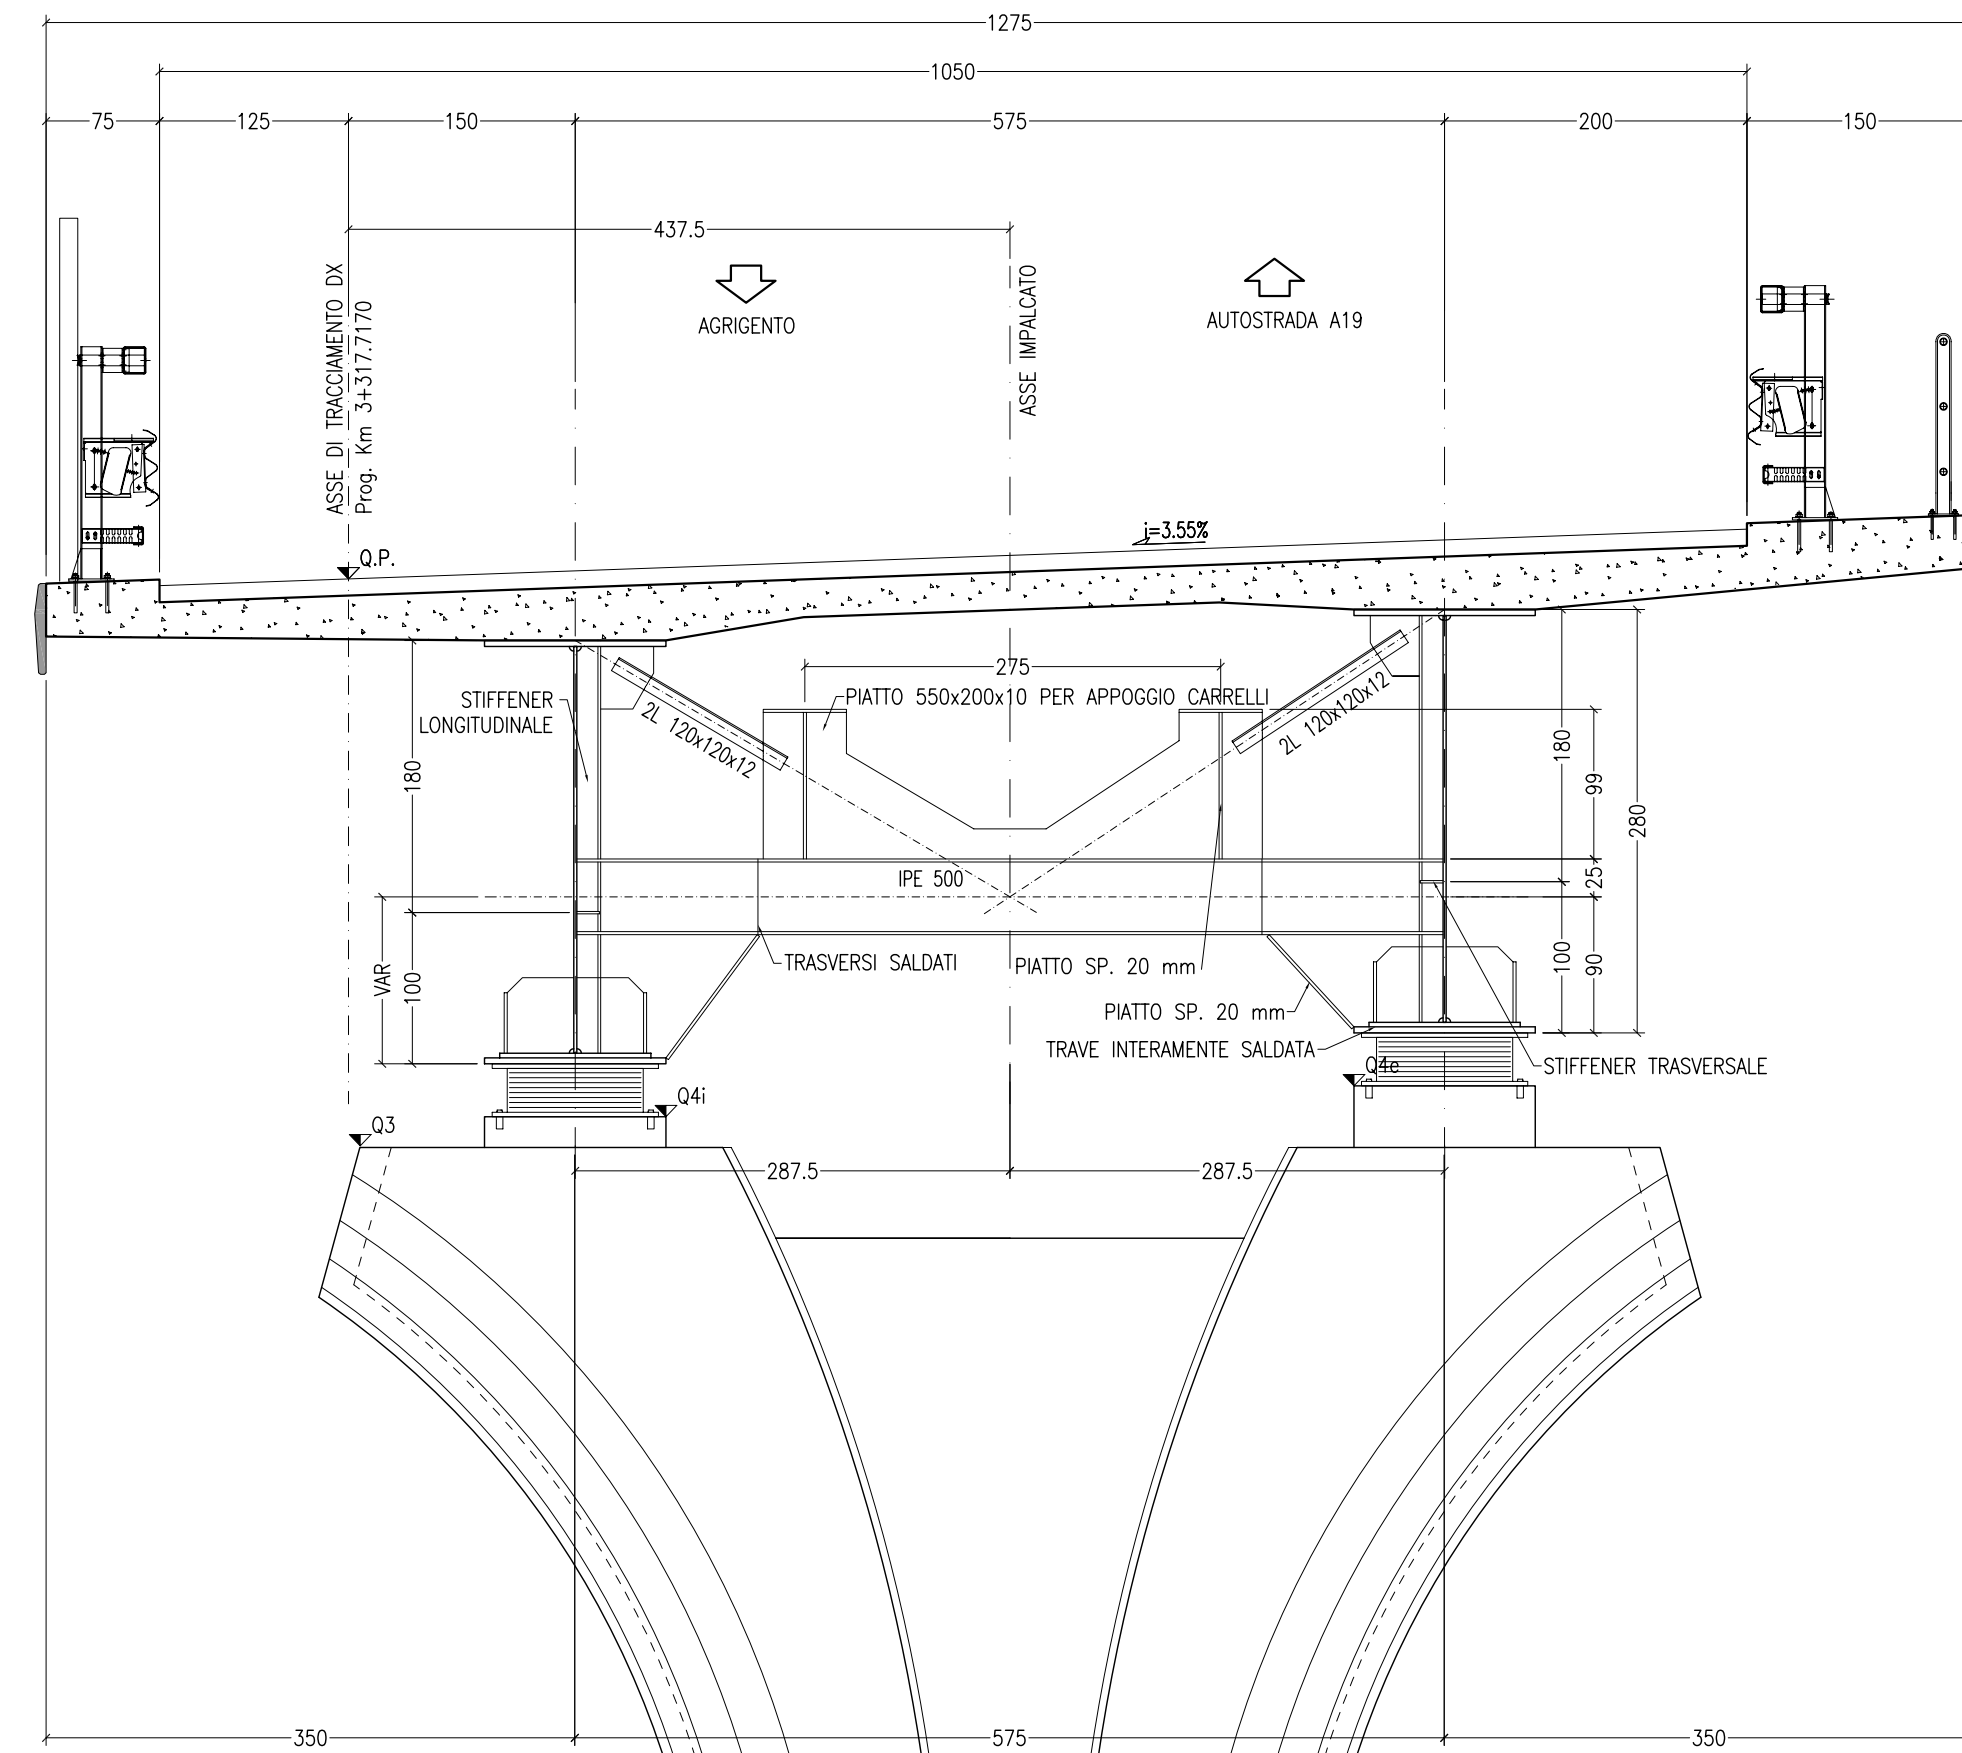 1275
1050
75
125
150
575
200
150
437.5
ASSE DI TRACCIAMENTO DX
Prog. Km 3+317.7170
AGRIGENTO
ASSE IMPALCATO
AUTOSTRADA A19
i=3.55%
Q.P.
275
STIFFENER
LONGITUDINALE
PIATTO 550x200x10 PER APPOGGIO CARRELLI
2L 120x120x12
2L 120x120x12
180
180
99
280
IPE 500
25
VAR
100
TRASVERSI SALDATI
PIATTO SP. 20 mm
100
90
PIATTO SP. 20 mm
TRAVE INTERAMENTE SALDATA
Q4e
STIFFENER TRASVERSALE
Q4i
Q3
287.5
287.5
350
575
350